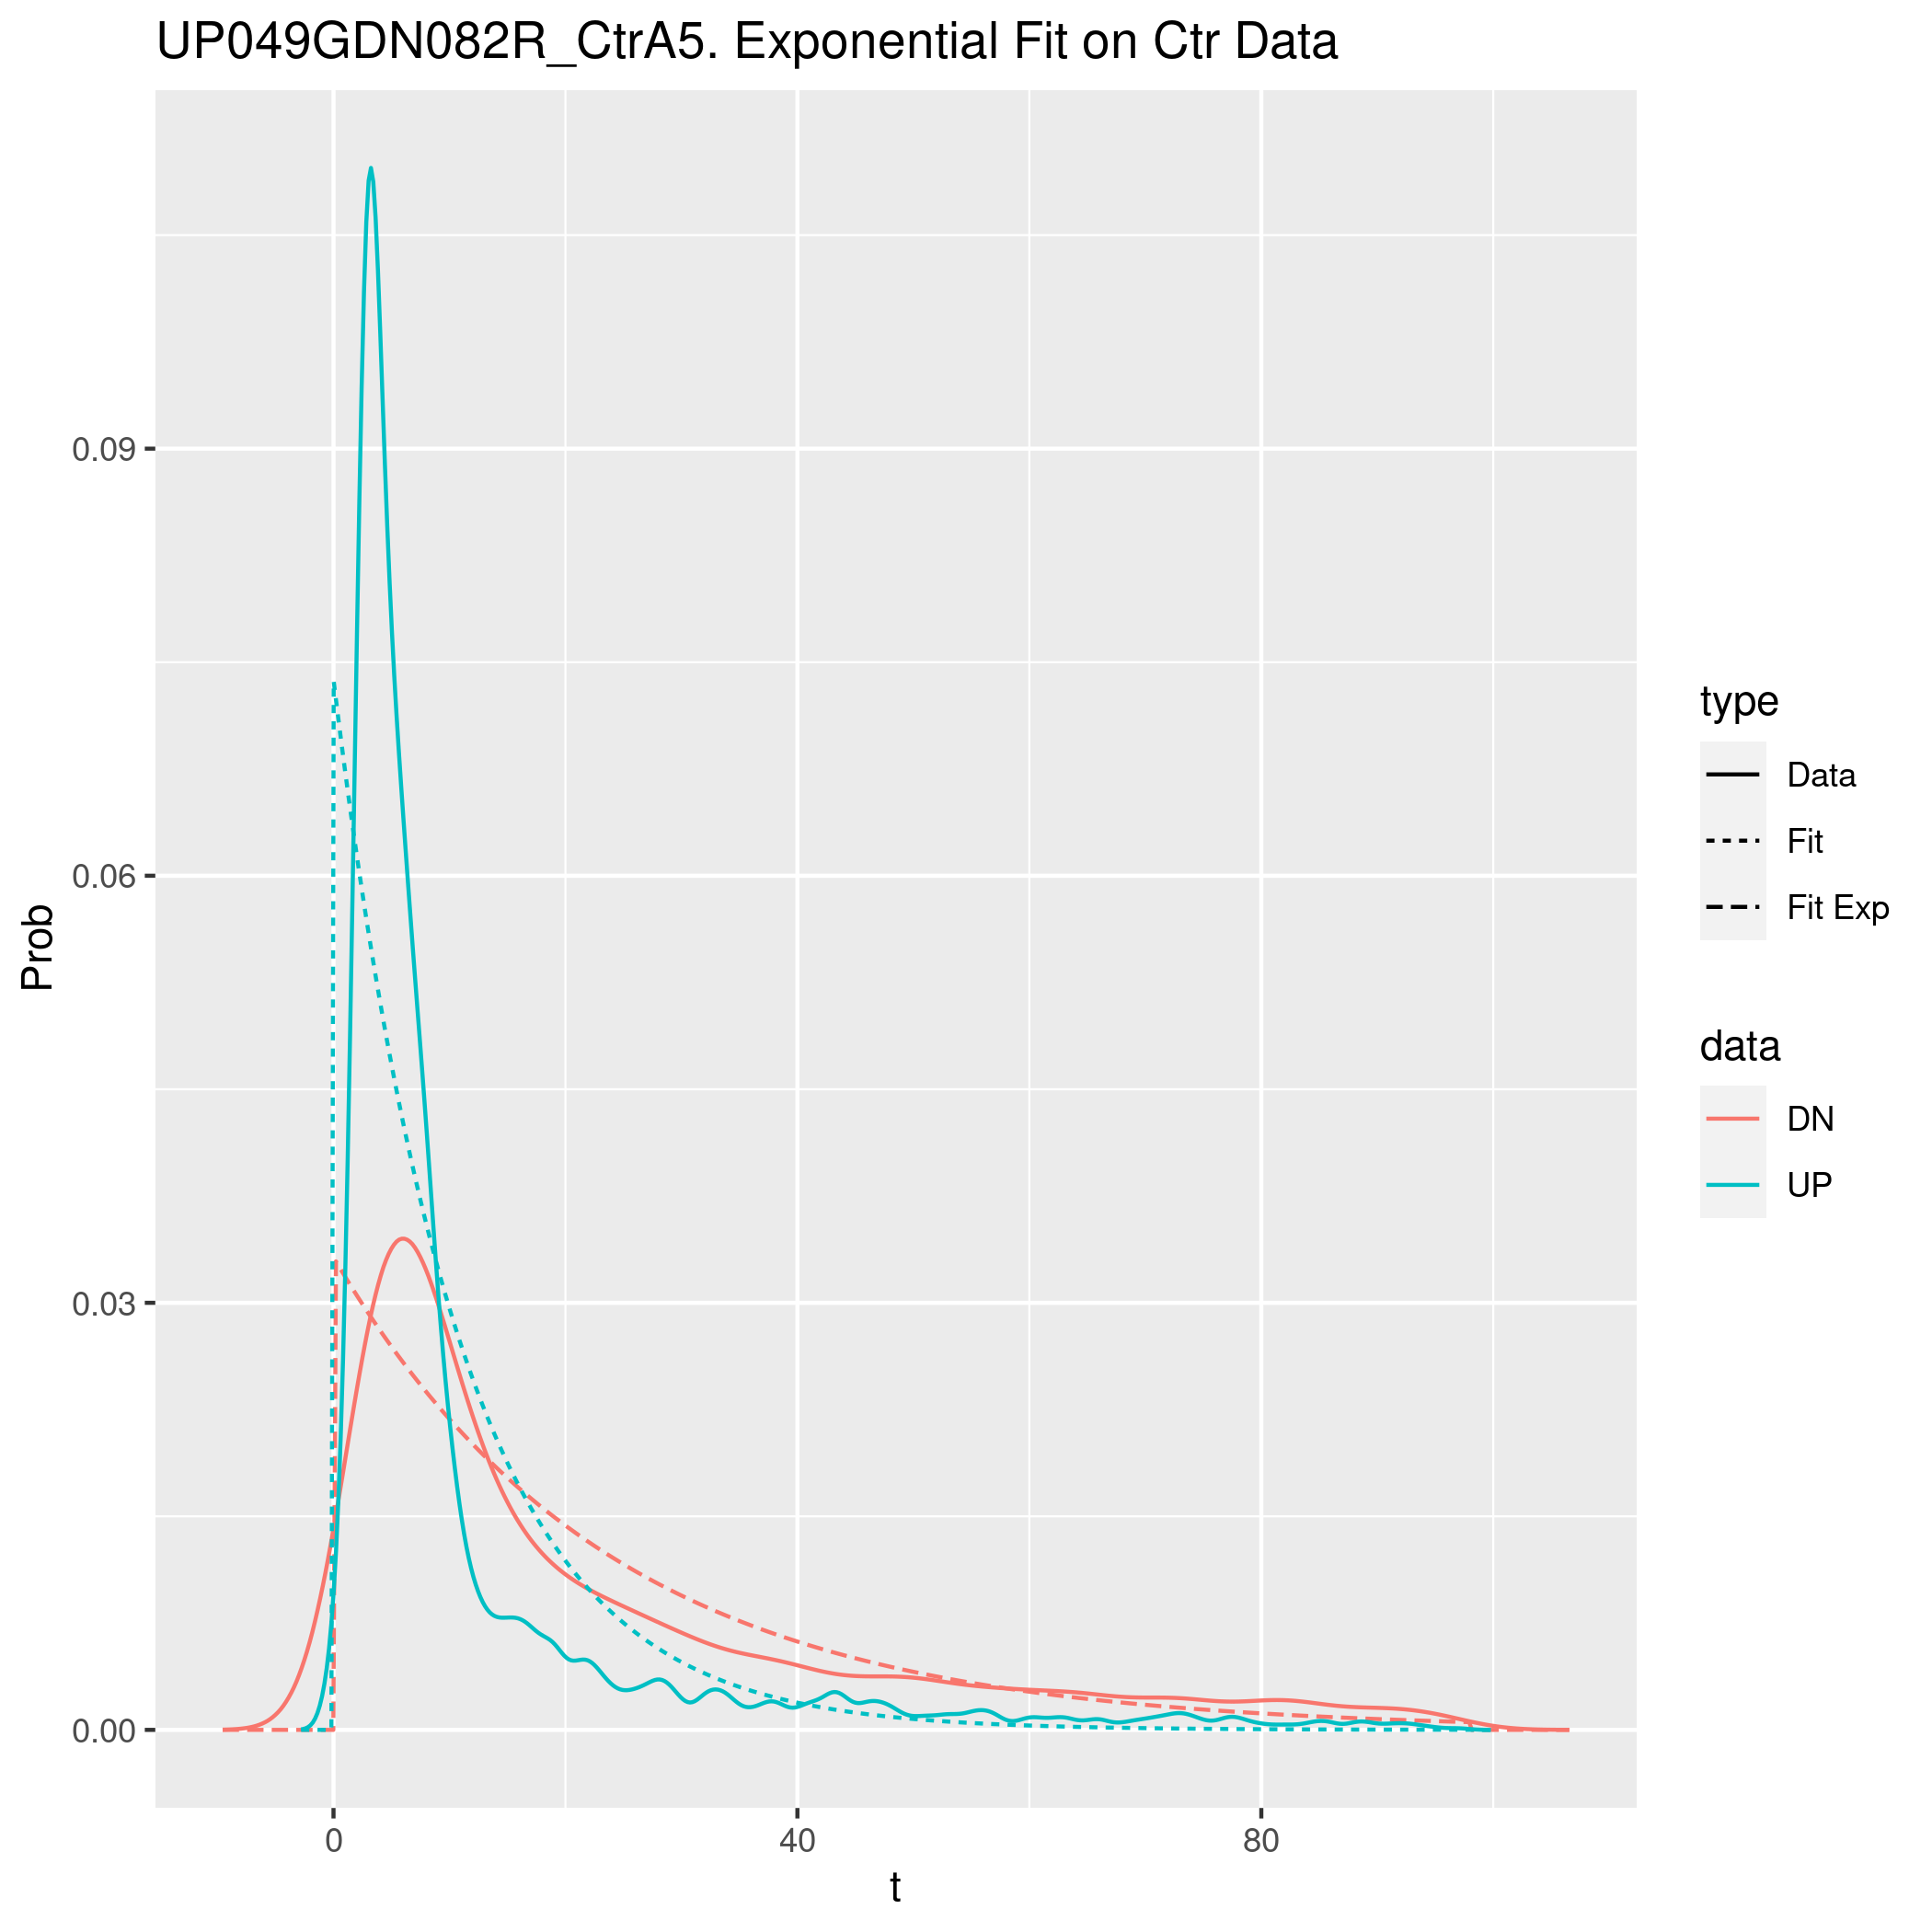 UP049GDN082R_CtrA5. Exponential Fit on Ctr Data
0.09
0.06
0.03
0.00
Prob
0
40
80
t
type
Data
Fit
Fit Exp
data
DN
UP